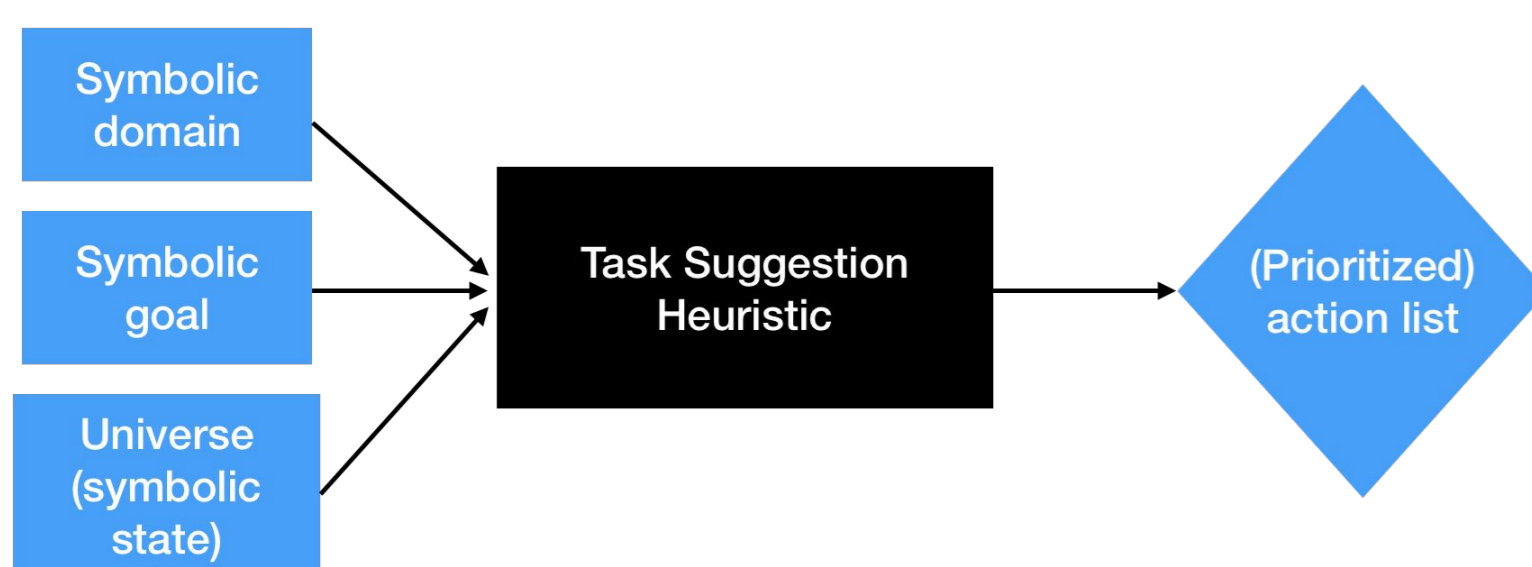 Symbolic
domain
Symbolic
goal
Universe
(symbolic
state)
Task Suggestion
Heuristic
(Prioritized)
action list